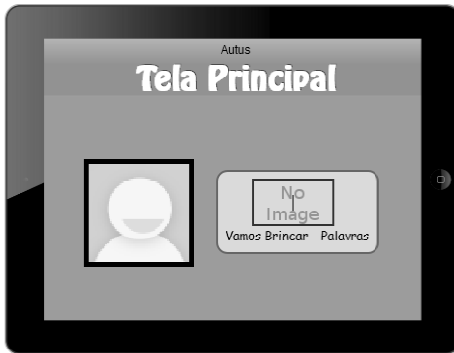 Autus
Tela Principal
No
Image
Vamos Brincar Palavras